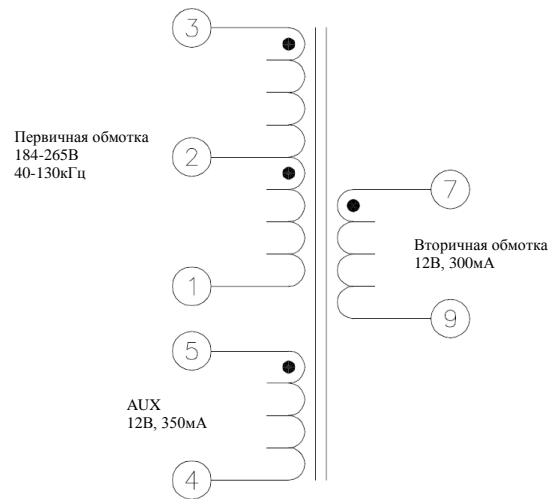 3
Первичная обмотка
184-265В
40-130кГц
2
7
Вторичная обмотка
12В, 300мА
1
9
5
AUX
12В, 350мА
4